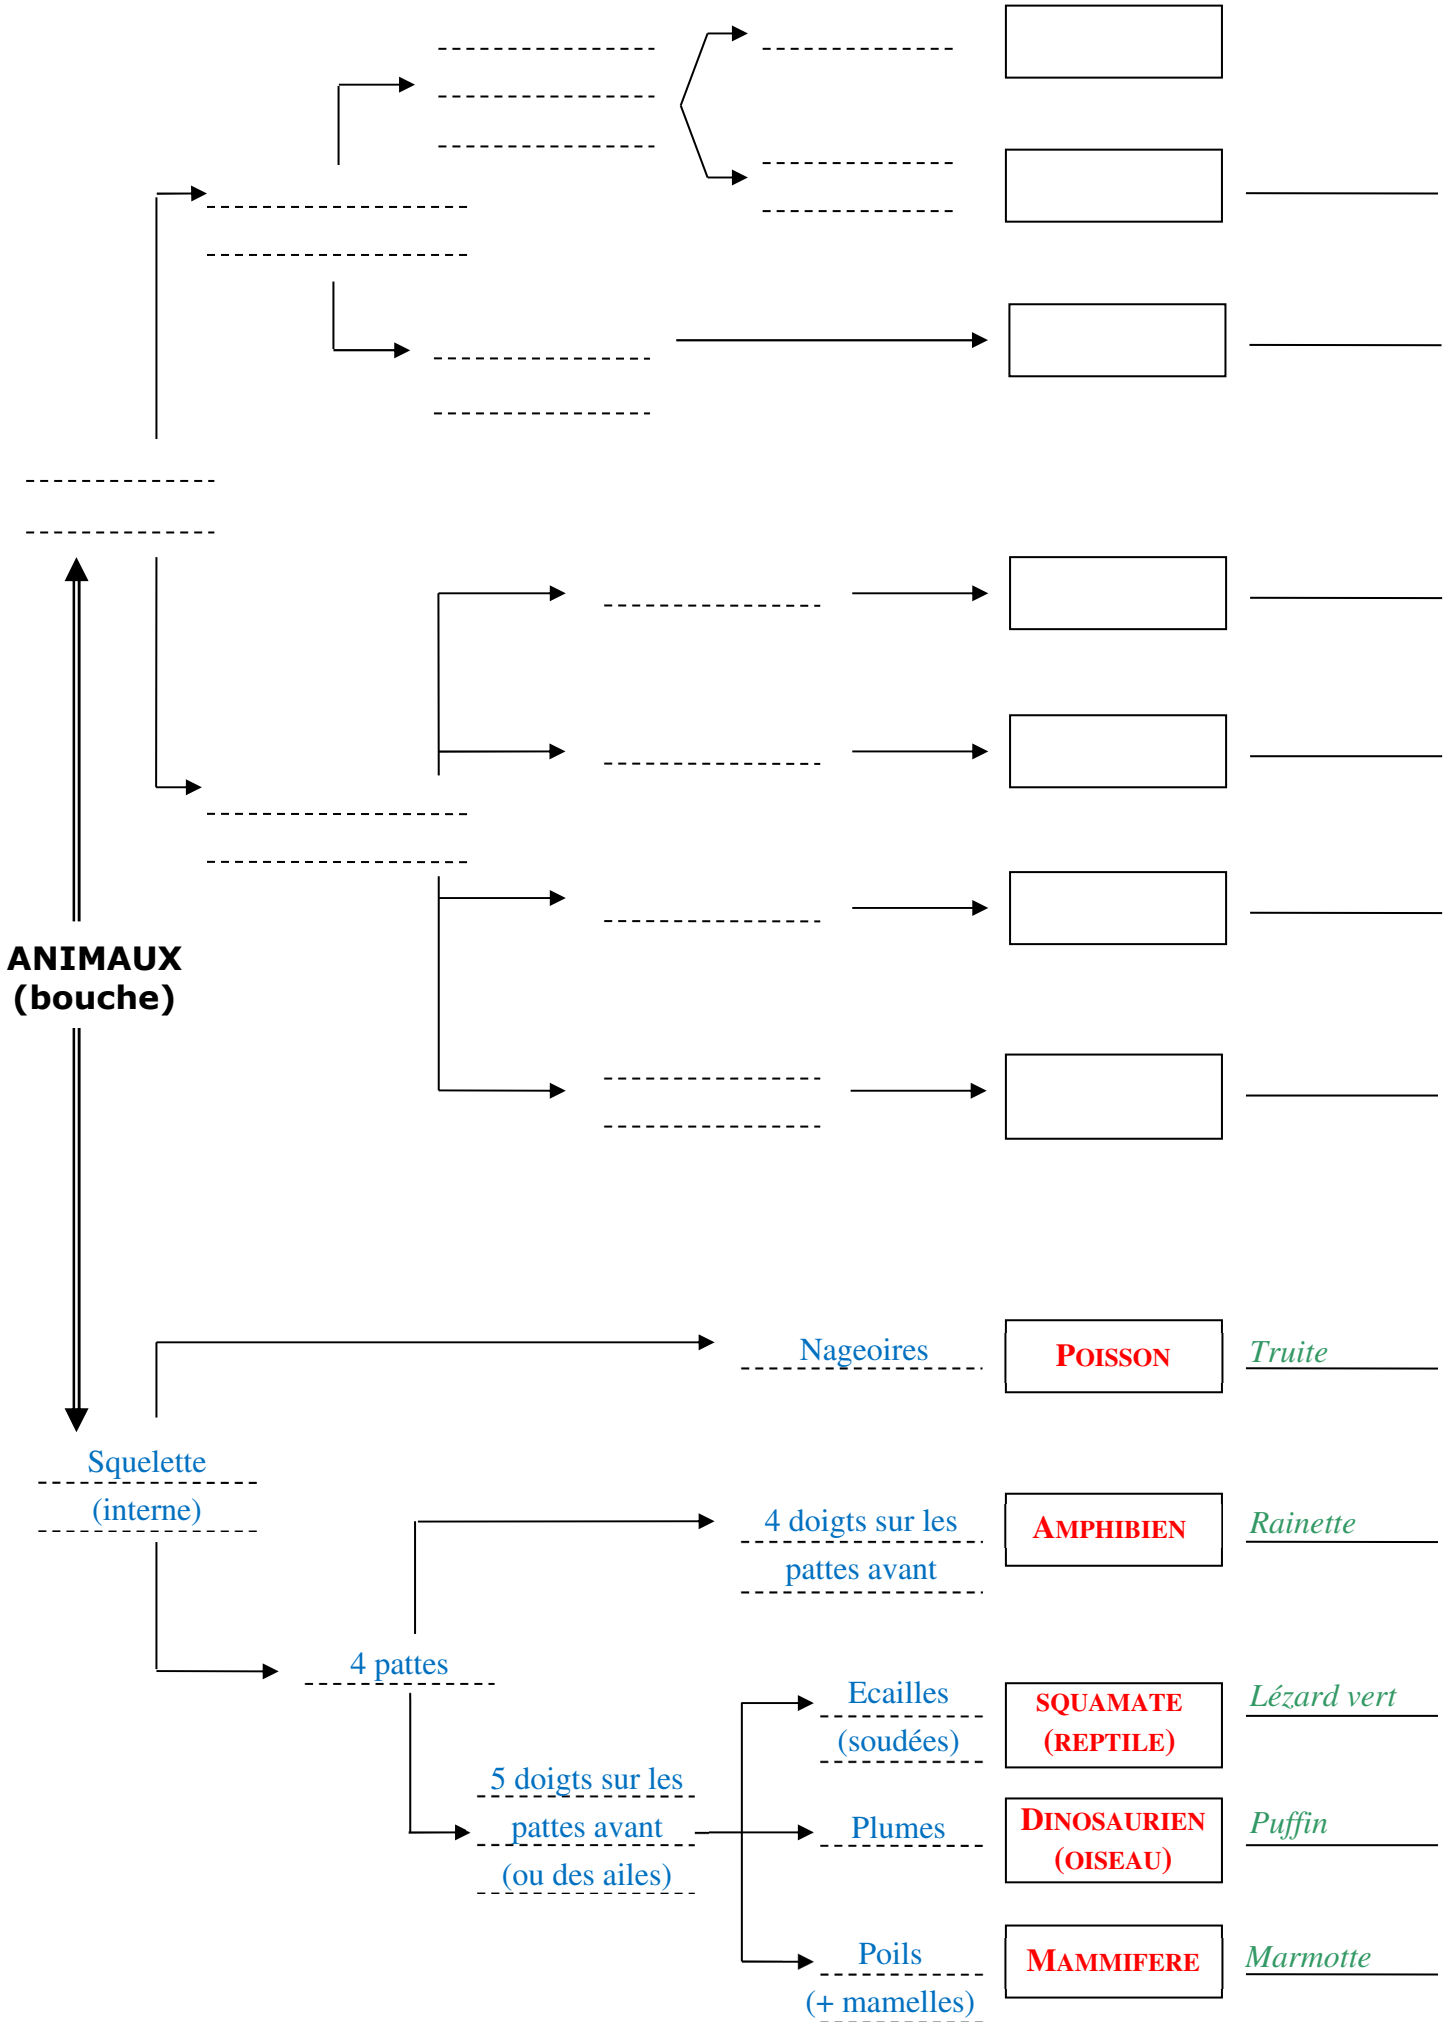 ANIMAUX
(bouche)
Nageoires
POISSON
Truite
Squelette
(interne)
4 doigts sur les
pattes avant
AMPHIBIEN
Rainette
4 pattes
Ecailles
(soudées)
SQUAMATE
(REPTILE)
Lézard vert
5 doigts sur les
pattes avant
(ou des ailes)
Plumes
DINOSAURIEN
(OISEAU)
Puffin
Poils
(+ mamelles)
MAMMIFERE
Marmotte